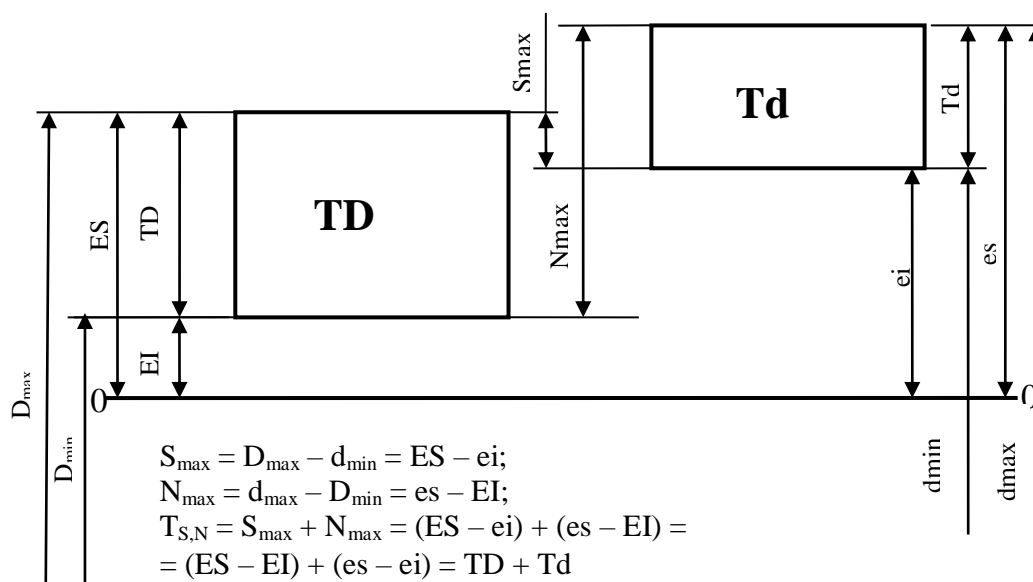 Smax
Td
Td
TD
ES
TD
Nmax
ei
es
EI
Dmax
Dmin
0
0
dmin
dmax
Smax = Dmax – dmin = ES – ei;
Nmax = dmax – Dmin = es – EI;
TS,N = Smax + Nmax = (ES – ei) + (es – EI) =
= (ES – EI) + (es – ei) = TD + Td